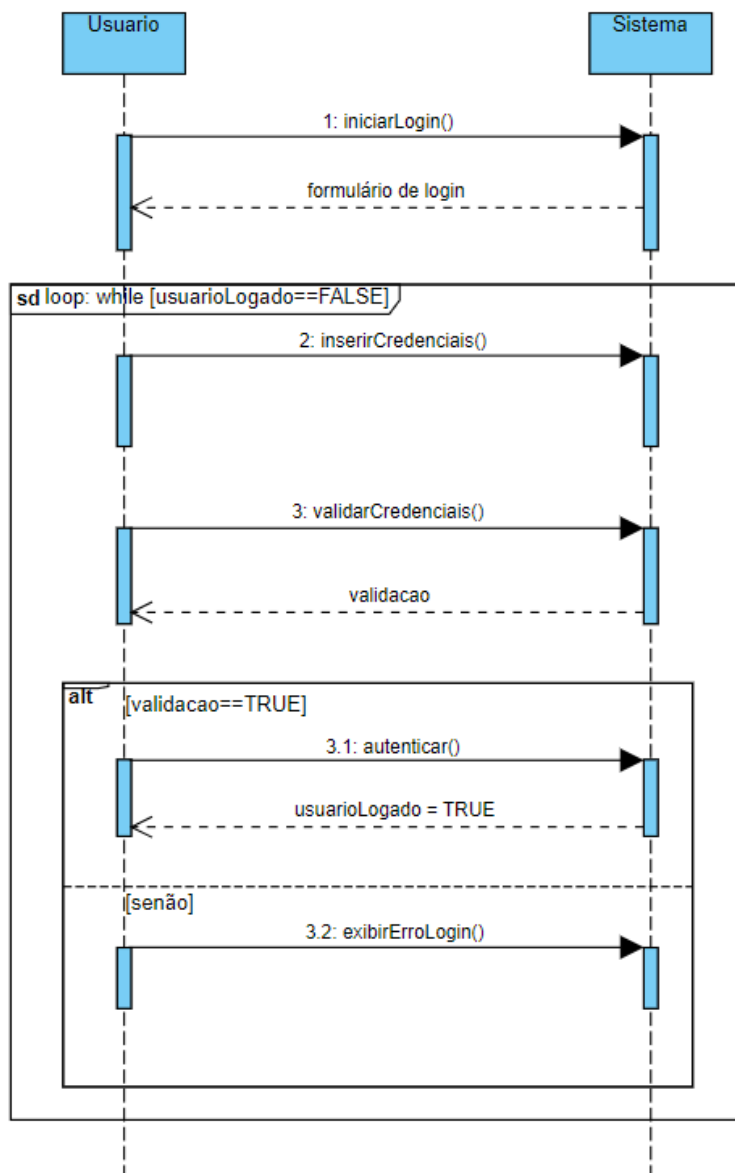 Usuario
Sistema
1: iniciarLogin()
formulário de login
sd loop: while [usuarioLogado==FALSE]
2: inserirCredenciais()
3: validarCredenciais()
validacao
alt
[validacao==TRUE]
3.1: autenticar()
usuarioLogado = TRUE
[senão]
3.2: exibirErroLogin()